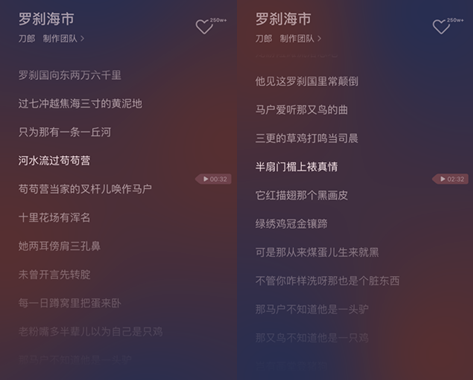 罗刹海市
260w+
刀郎 制作团队 >
罗刹国向东两万六千里
过七冲越焦海三寸的黄泥地
只为那有一条一丘河
河水流过苟苟营
00:32
苟苟营当家的叉杆儿唤作马户
十里花场有浑名
她两耳傍肩三孔鼻
未曾开言先转腚
每一日蹲窝里把蛋来卧
老粉嘴多半辈儿以为自己是只鸡
罗刹海市
260w+
刀郎 制作团队 >
他见这罗刹国里常颠倒
马户爱听那又鸟的曲
三更的草鸡打鸣当司晨
半扇门楣上裱真情
02:32
它红描翅那个黑画皮
绿绣鸡冠金镶蹄
可是那从来煤蛋儿生来就黑
不管你咋样洗呀那也是个脏东西
那马户不知道他是一头驴
那又鸟不知道他是一只鸡